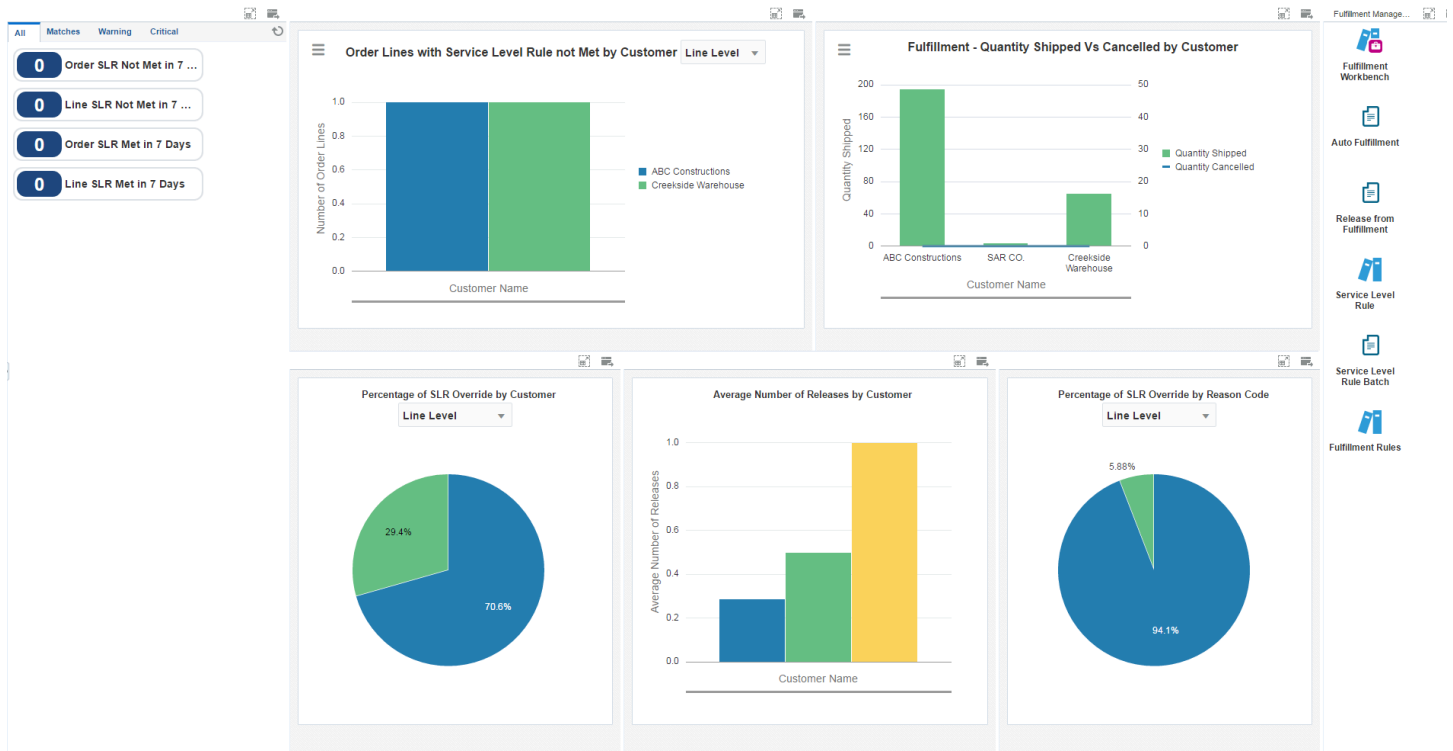 All
Matches
Warning
Critical
0 Order SLR Not Met in 7 ...
0 Line SLR Not Met in 7 ...
0 Order SLR Met in 7 Days
0 Line SLR Met in 7 Days
Order Lines with Service Level Rule not Met by Customer
Line Level
Number of Order Lines
1.0
0.8
0.6
0.4
0.2
0.0
Customer Name
ABC Constructions
Creekside Warehouse
Fulfillment - Quantity Shipped Vs Cancelled by Customer
Quantity Shipped
200
160
120
80
40
0
50
40
30
20
10
0
ABC Constructions
SAR CO.
Creekside
Warehouse
Customer Name
Quantity Shipped
Quantity Cancelled
Percentage of SLR Override by Customer
Line Level
29.4%
70.6%
Average Number of Releases by Customer
Average Number of Releases
1.0
0.8
0.6
0.4
0.2
0.0
Customer Name
Percentage of SLR Override by Reason Code
Line Level
5.88%
94.1%
Fulfillment Manage...
Fulfillment
Workbench
Auto Fulfillment
Release from
Fulfillment
Service Level
Rule
Service Level
Rule Batch
Fulfillment Rules